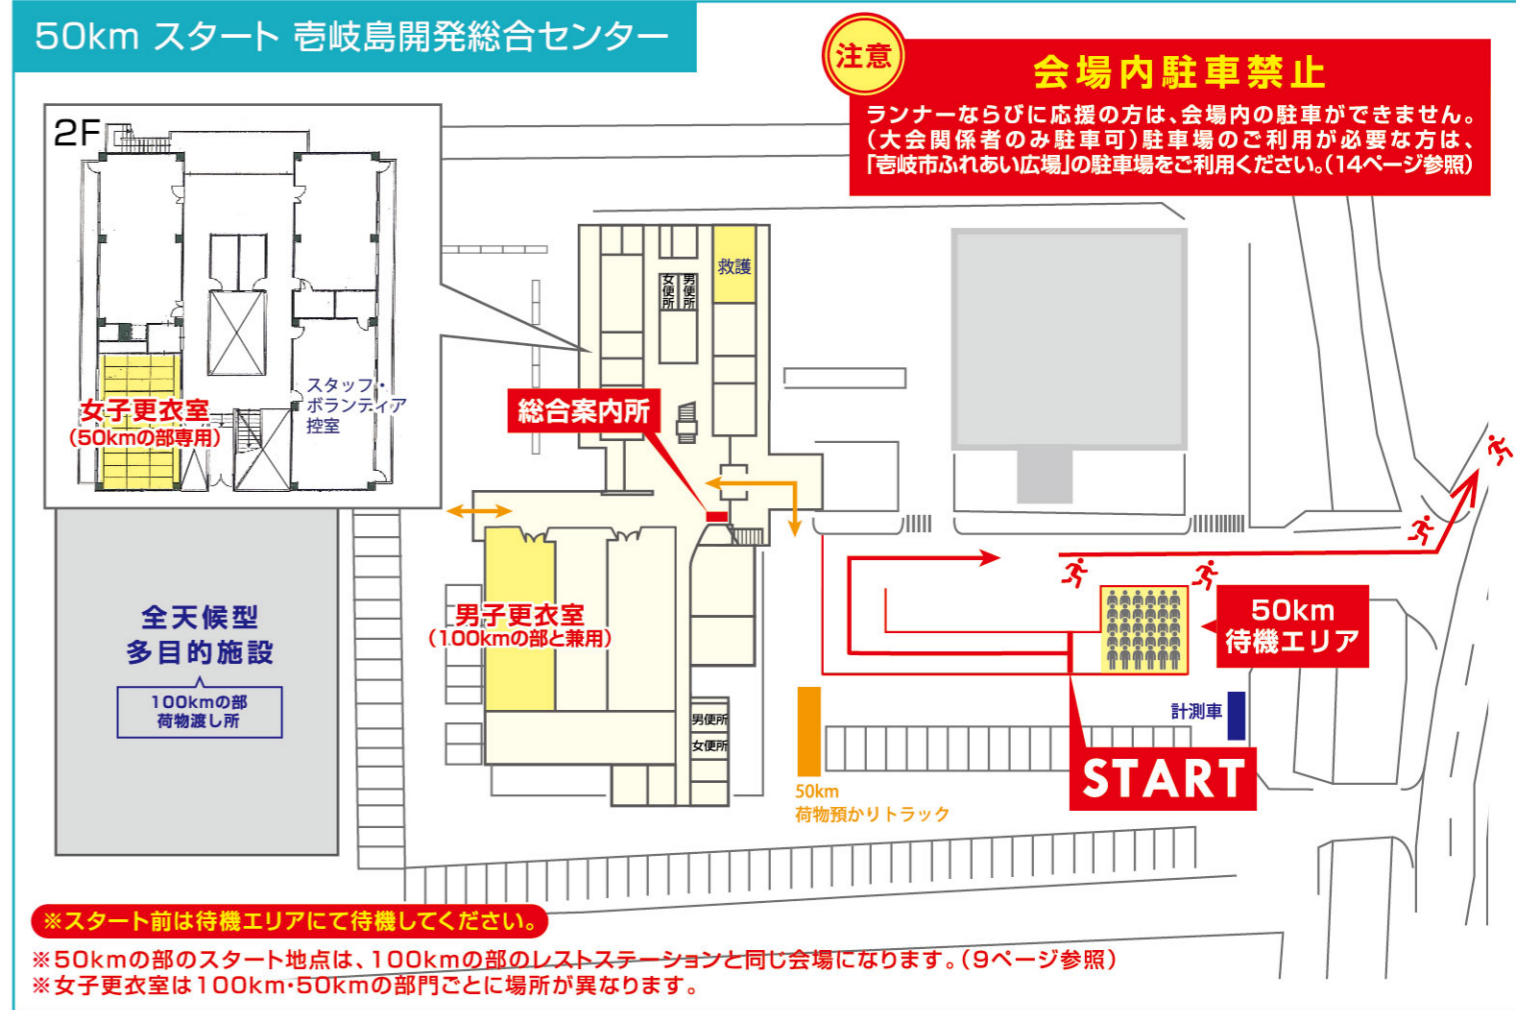 50km スタート 壱岐島開発総合センター
注意
会場内駐車禁止
ランナーならびに応援の方は、会場内の駐車ができません。
(大会関係者のみ駐車可)駐車場のご利用が必要な方は、
「壱岐市ふれあい広場」の駐車場をご利用ください。(14ページ参照)
2F
女子更衣室
(50kmの部専用)
スタッフ・
ボランティア
控室
救護
女便所
男便所
総合案内所
男子更衣室
(100kmの部と兼用)
全天候型
多目的施設
100kmの部
荷物渡し所
50km
待機エリア
計測車
START
男便所
女便所
50km
荷物預かりトラック
※スタート前は待機エリアにて待機してください。
※50kmの部のスタート地点は、100kmの部のレストステーションと同じ会場になります。(9ページ参照)
※女子更衣室は100km・50kmの部門ごとに場所が異なります。